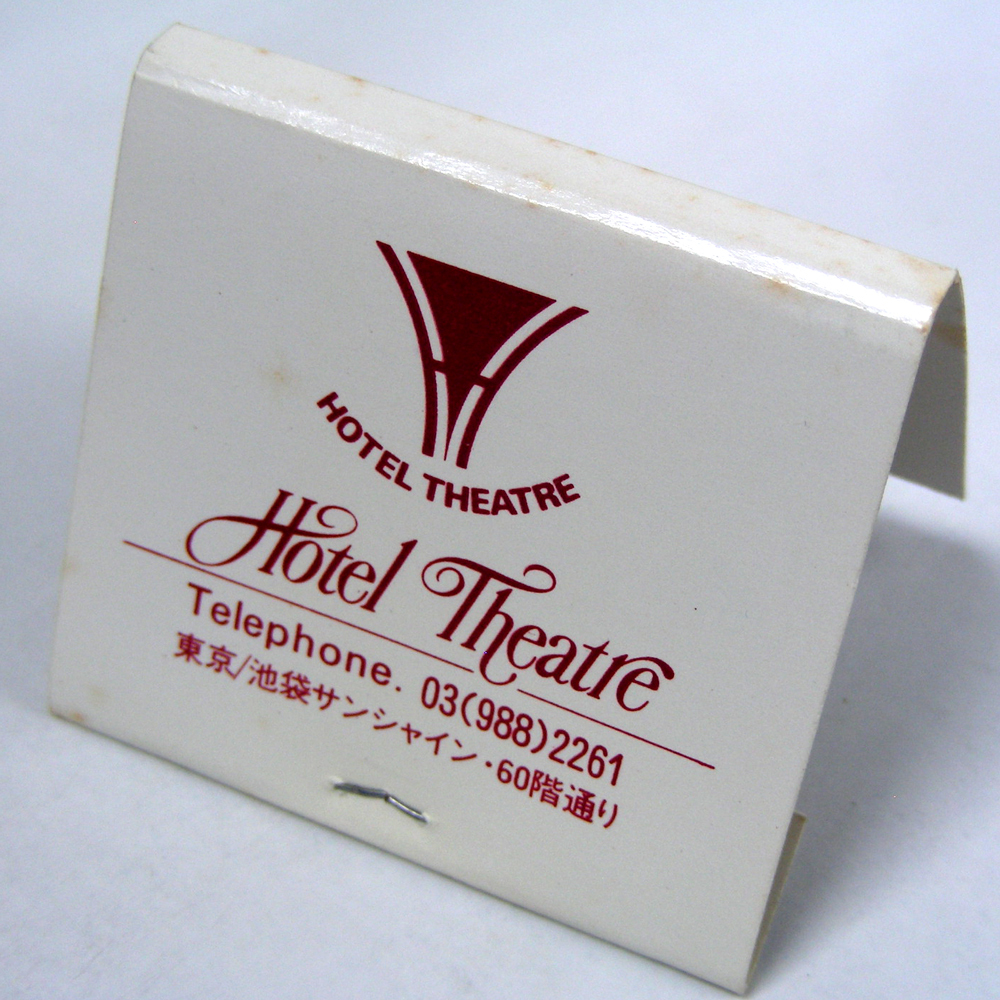 HOTEL THEATRE
Hotel Theatre
Telephone. 03(988)2261
東京/池袋サンシャイン・60階通り